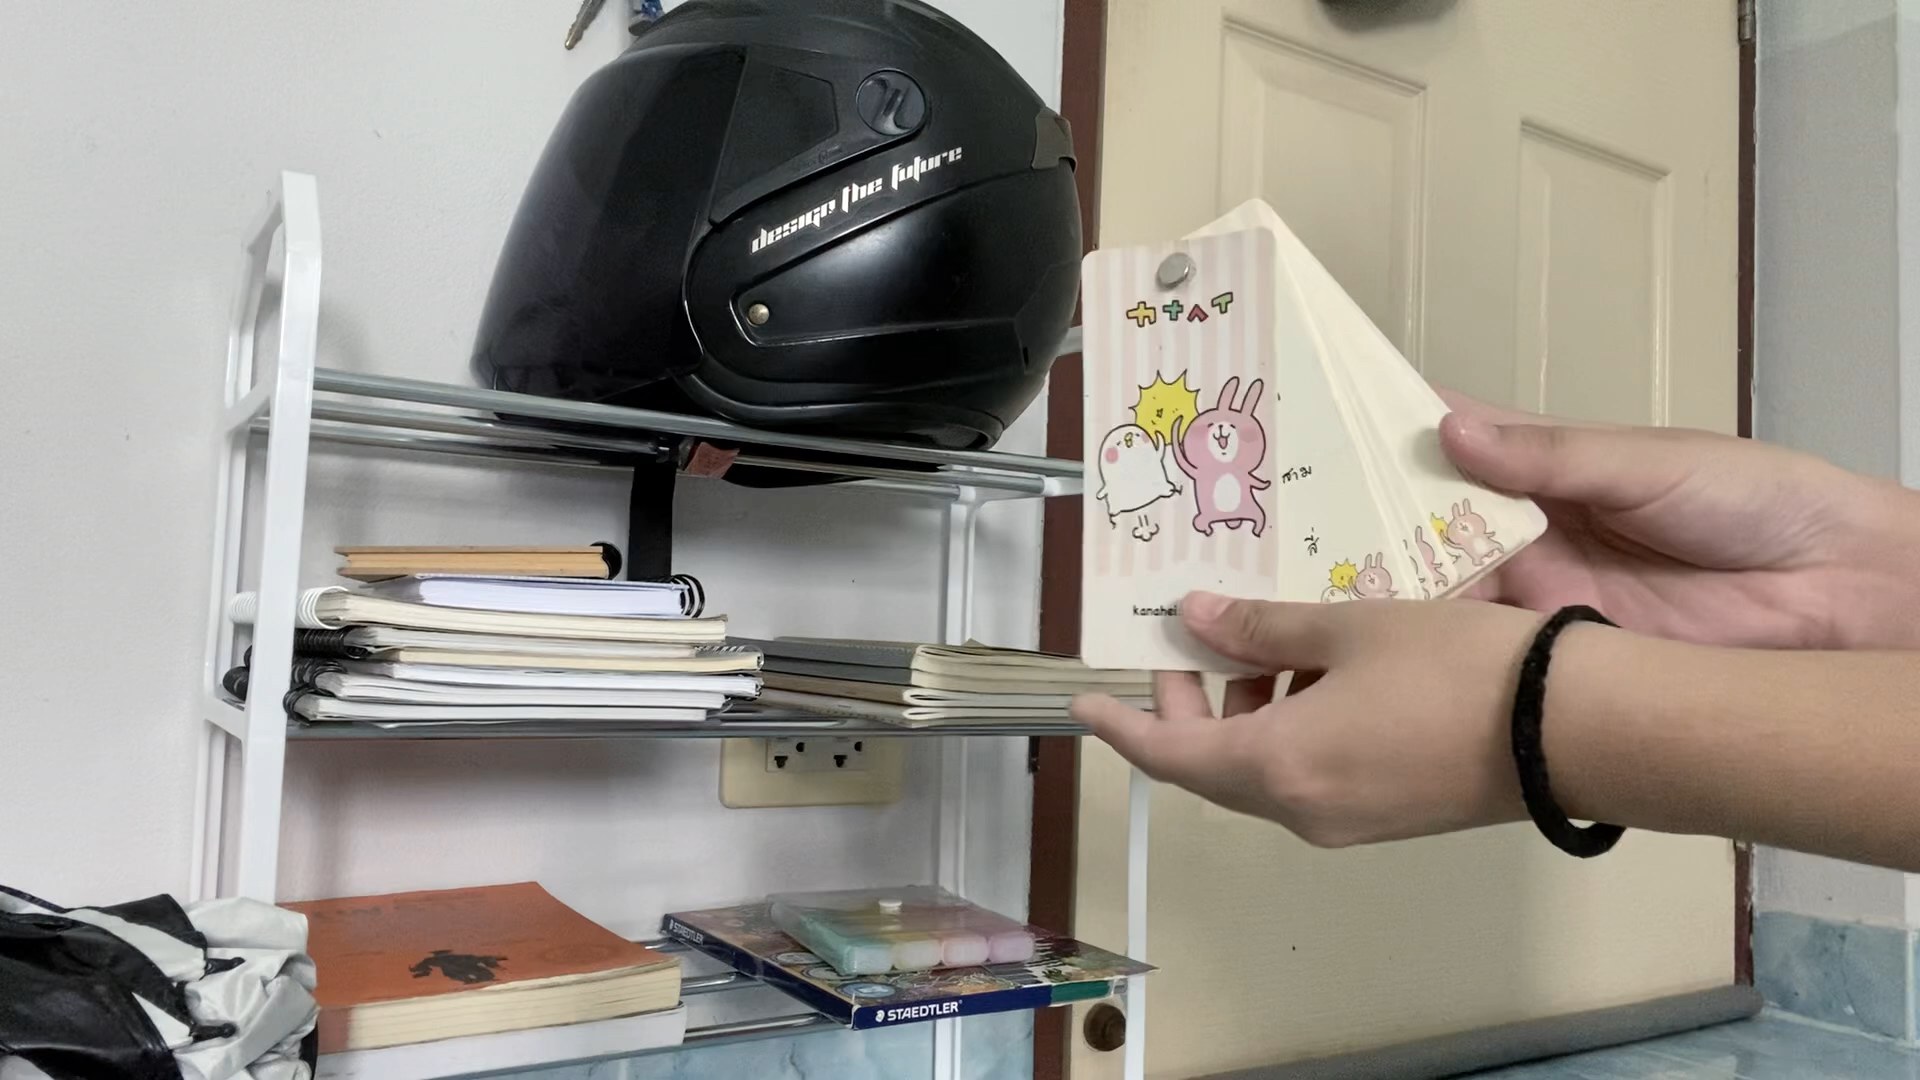 design the future
カナヘイ
สาม
สี่
kanahei
STAEDTLER
STAEDTLER